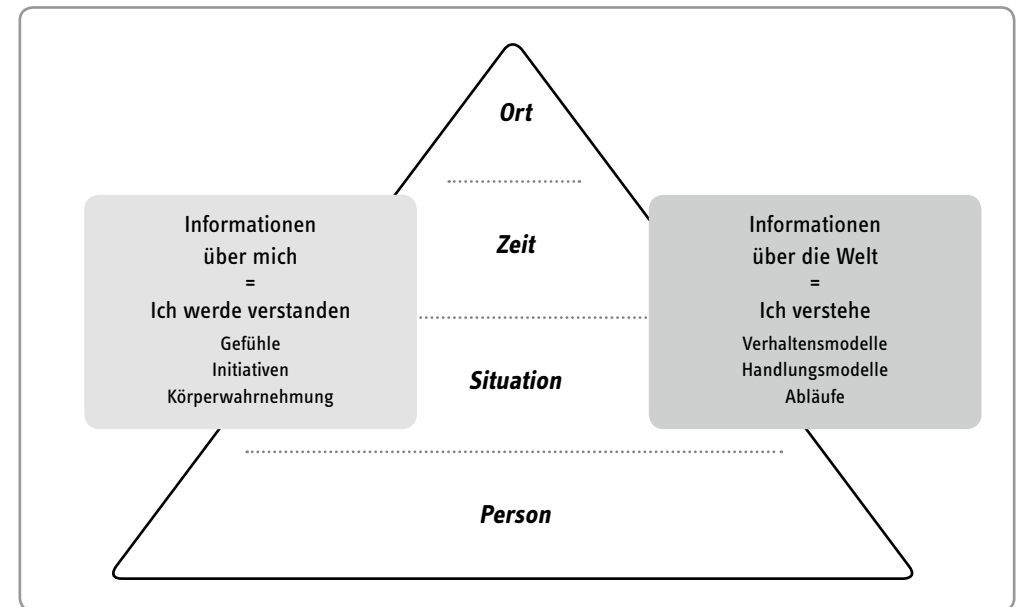 Ort
Zeit
Situation
Person
Informationen
über mich
=
Ich werde verstanden
Gefühle
Initiativen
Körperwahrnehmung
Informationen
über die Welt
=
Ich verstehe
Verhaltensmodelle
Handlungsmodelle
Abläufe